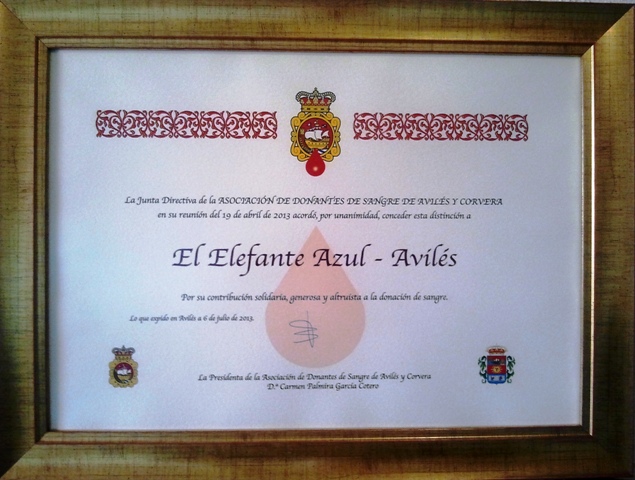 La Junta Directiva de la ASOCIACIÓN DE DONANTES DE SANGRE DE AVILÉS Y CORVERA
en su reunión del 19 de abril de 2013 acordó, por unanimidad, conceder esta distinción a
El Elefante Azul - Avilés
Por su contribución solidaria, generosa y altruista a la donación de sangre.
Lo que expido en Avilés a 6 de julio de 2013.
La Presidenta de la Asociación de Donantes de Sangre de Avilés y Corvera
D.ª Carmen Palmira García Cotero